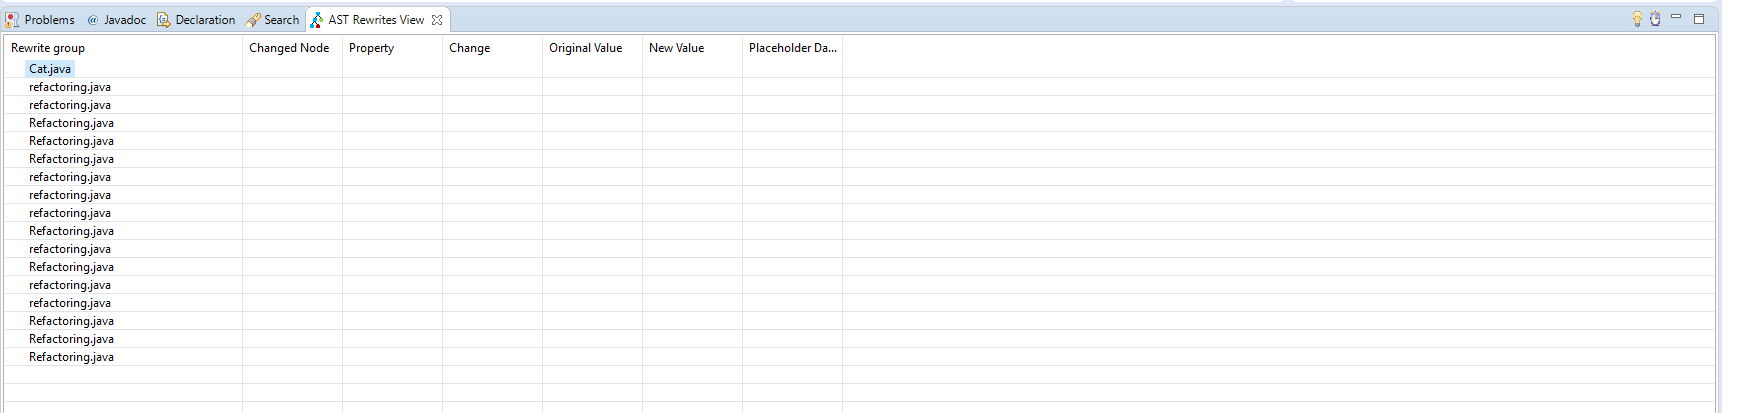 Problems @ Javadoc Declaration Search AST Rewrites View
Rewrite group Changed Node Property Change Original Value New Value Placeholder Da...
Cat.java
refactoring.java
refactoring.java
Refactoring.java
Refactoring.java
Refactoring.java
refactoring.java
refactoring.java
refactoring.java
Refactoring.java
refactoring.java
Refactoring.java
refactoring.java
refactoring.java
Refactoring.java
Refactoring.java
Refactoring.java